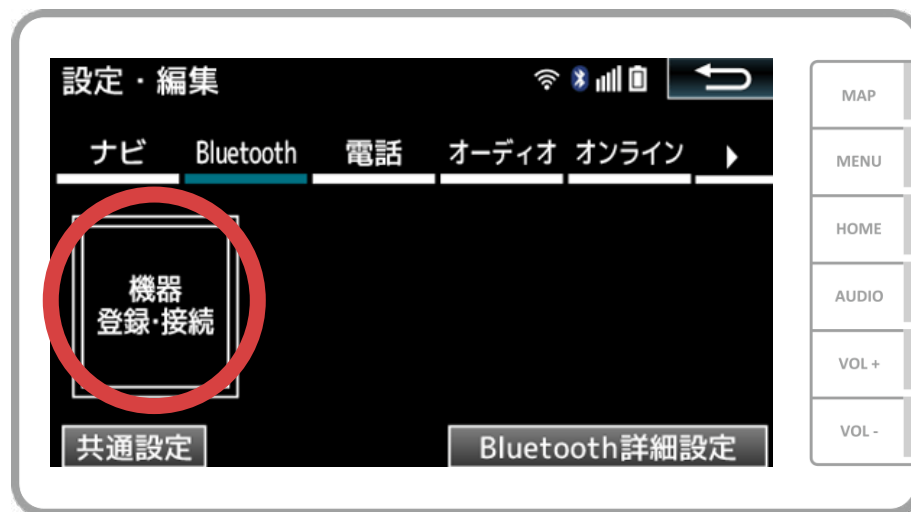 設定・編集
ナビ Bluetooth 電話 オーディオ オンライン
機器
登録･接続
共通設定 Bluetooth詳細設定
MAP
MENU
HOME
AUDIO
VOL +
VOL -